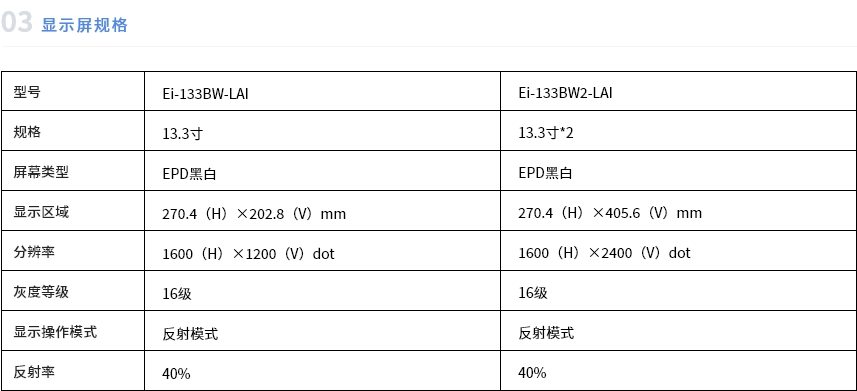 03 显示屏规格
型号 Ei-133BW-LAI Ei-133BW2-LAI
规格 13.3寸 13.3寸*2
屏幕类型 EPD黑白 EPD黑白
显示区域 270.4（H）×202.8（V）mm 270.4（H）×405.6（V）mm
分辨率 1600（H）×1200（V）dot 1600（H）×2400（V）dot
灰度等级 16级 16级
显示操作模式 反射模式 反射模式
反射率 40% 40%